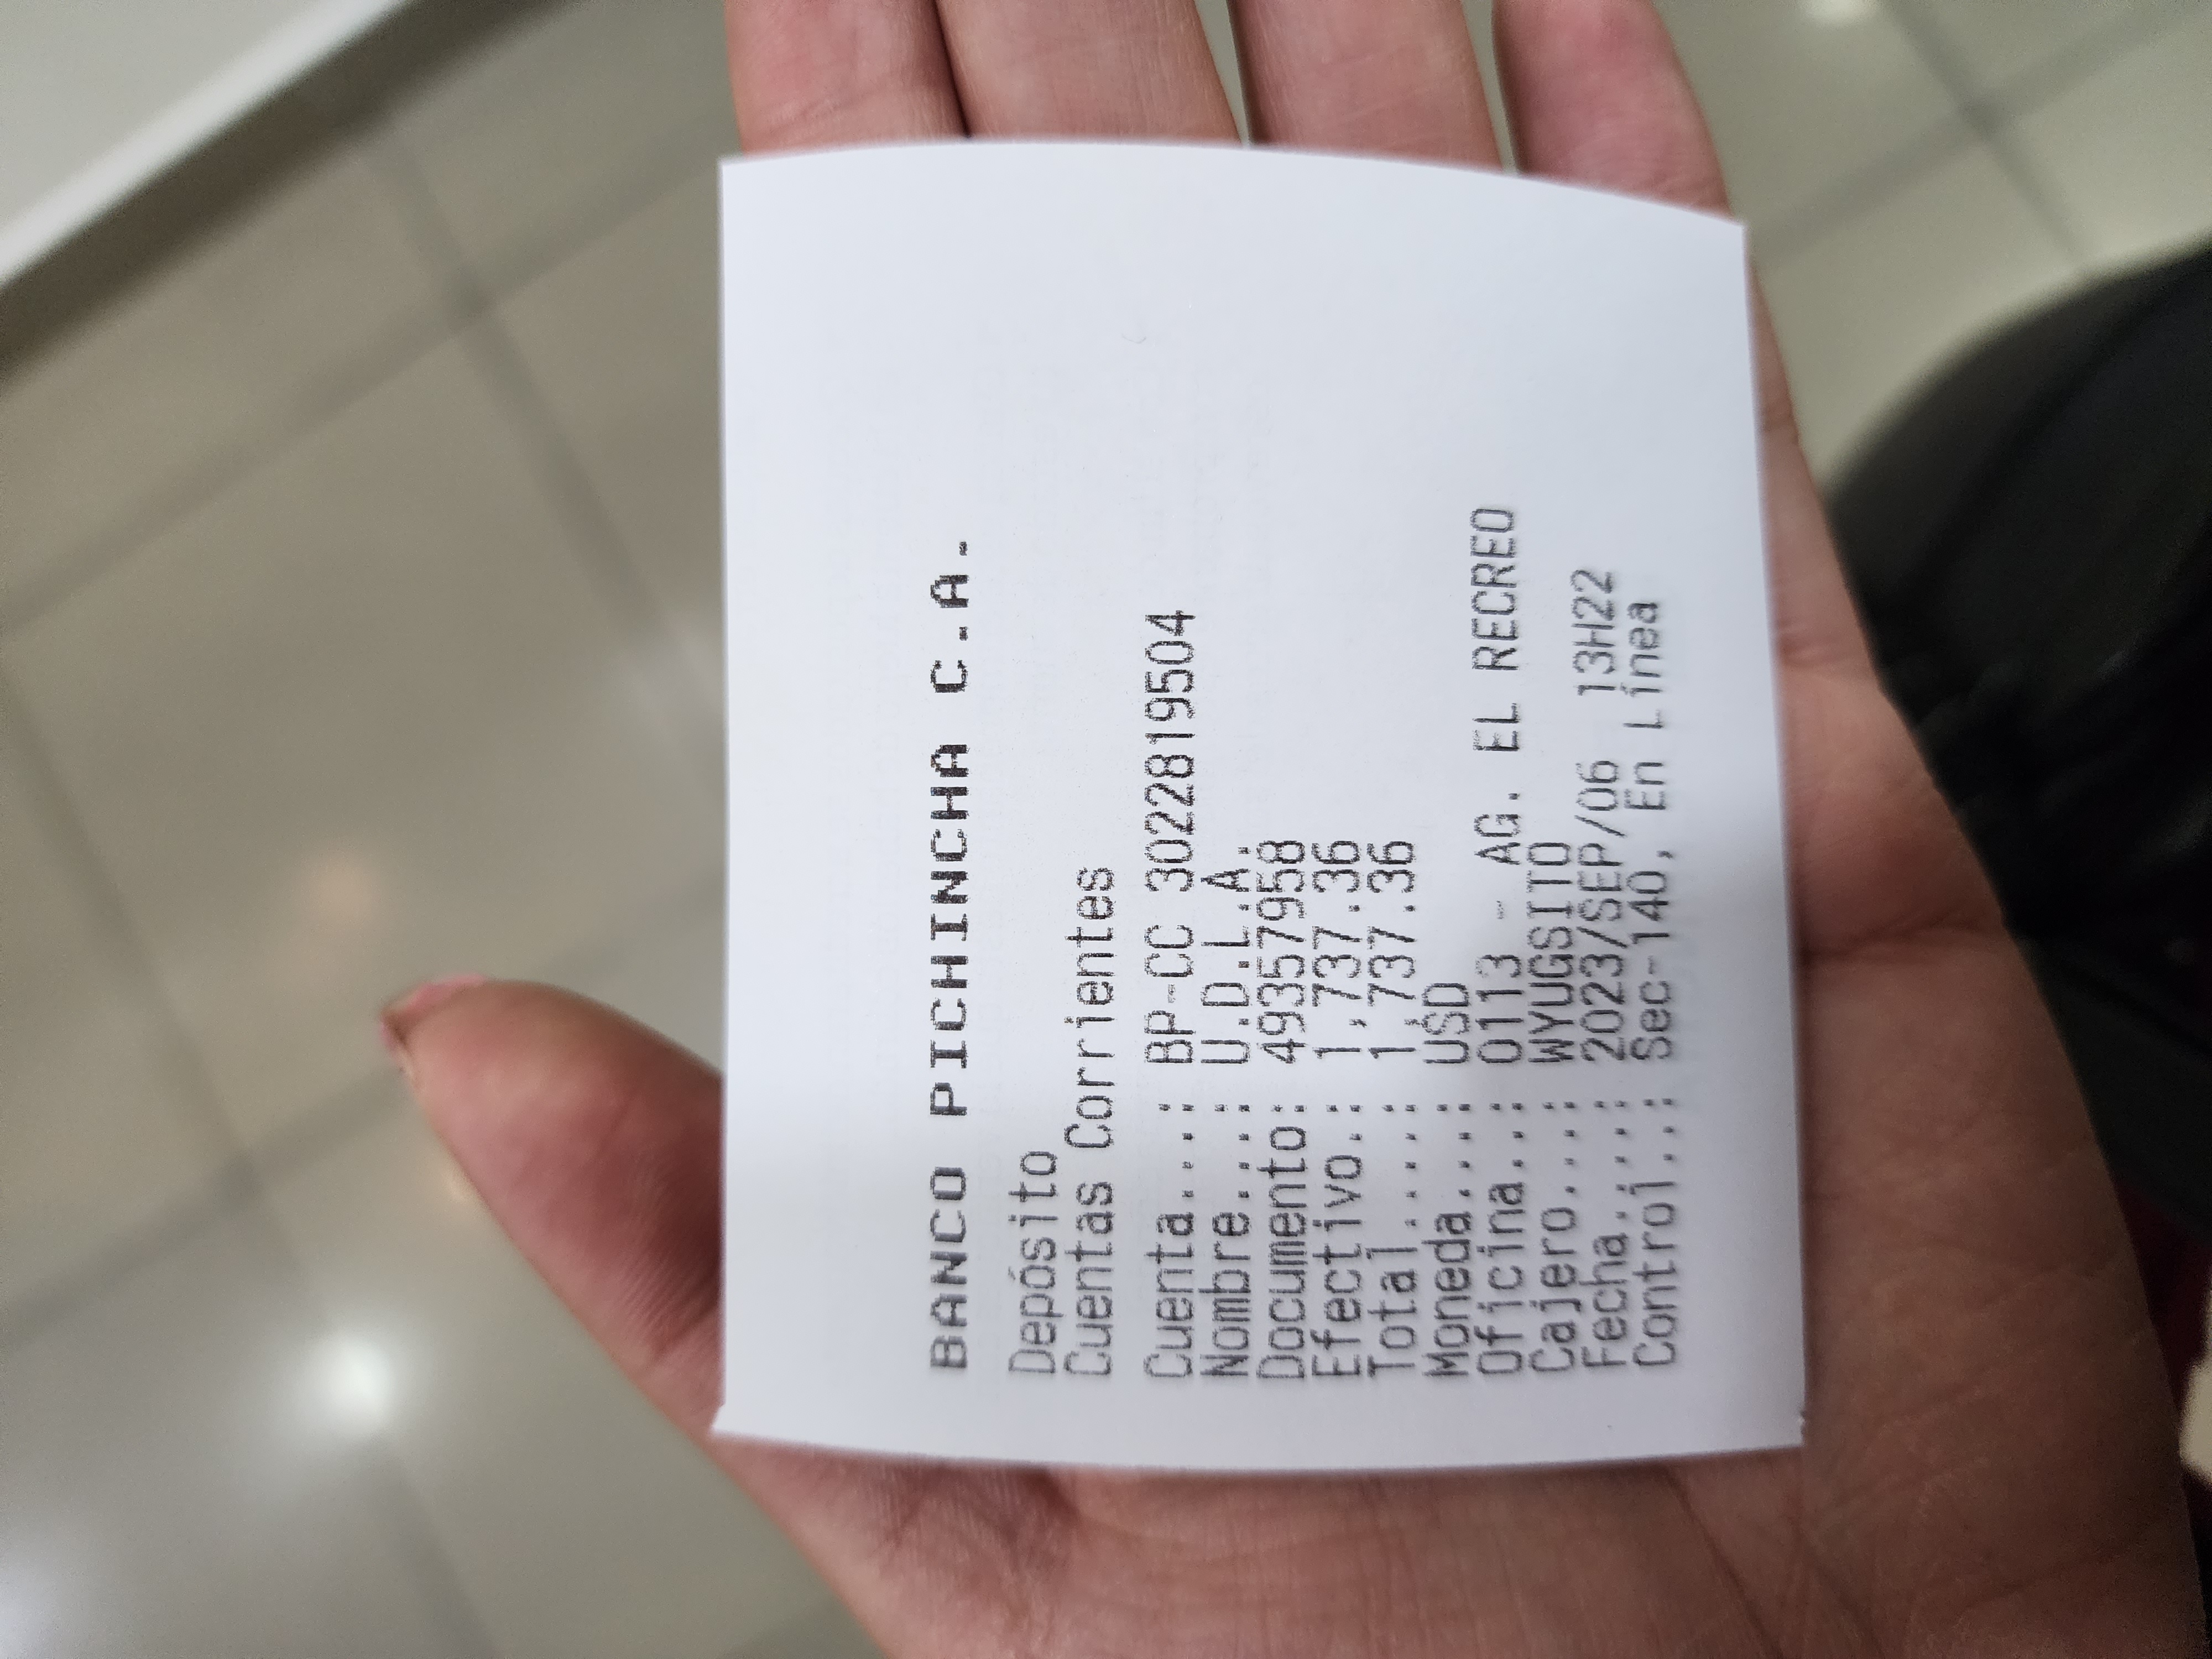 BANCO PICHINCHA C.A.
Depósito
Cuentas Corrientes
Cuenta....: BP-CC 3022819504
Nombre....: U.D.L.A.
Documento: 493579958
Efectivo.: 1,737.36
Total ....: 1,737.36
Moneda....: USD
Oficina..: 0113 - AG. EL RECREO
Cajero....: WYUGSITO
Fecha.....: 2023/SEP/06 13H22
Control..: Sec-140, En Línea